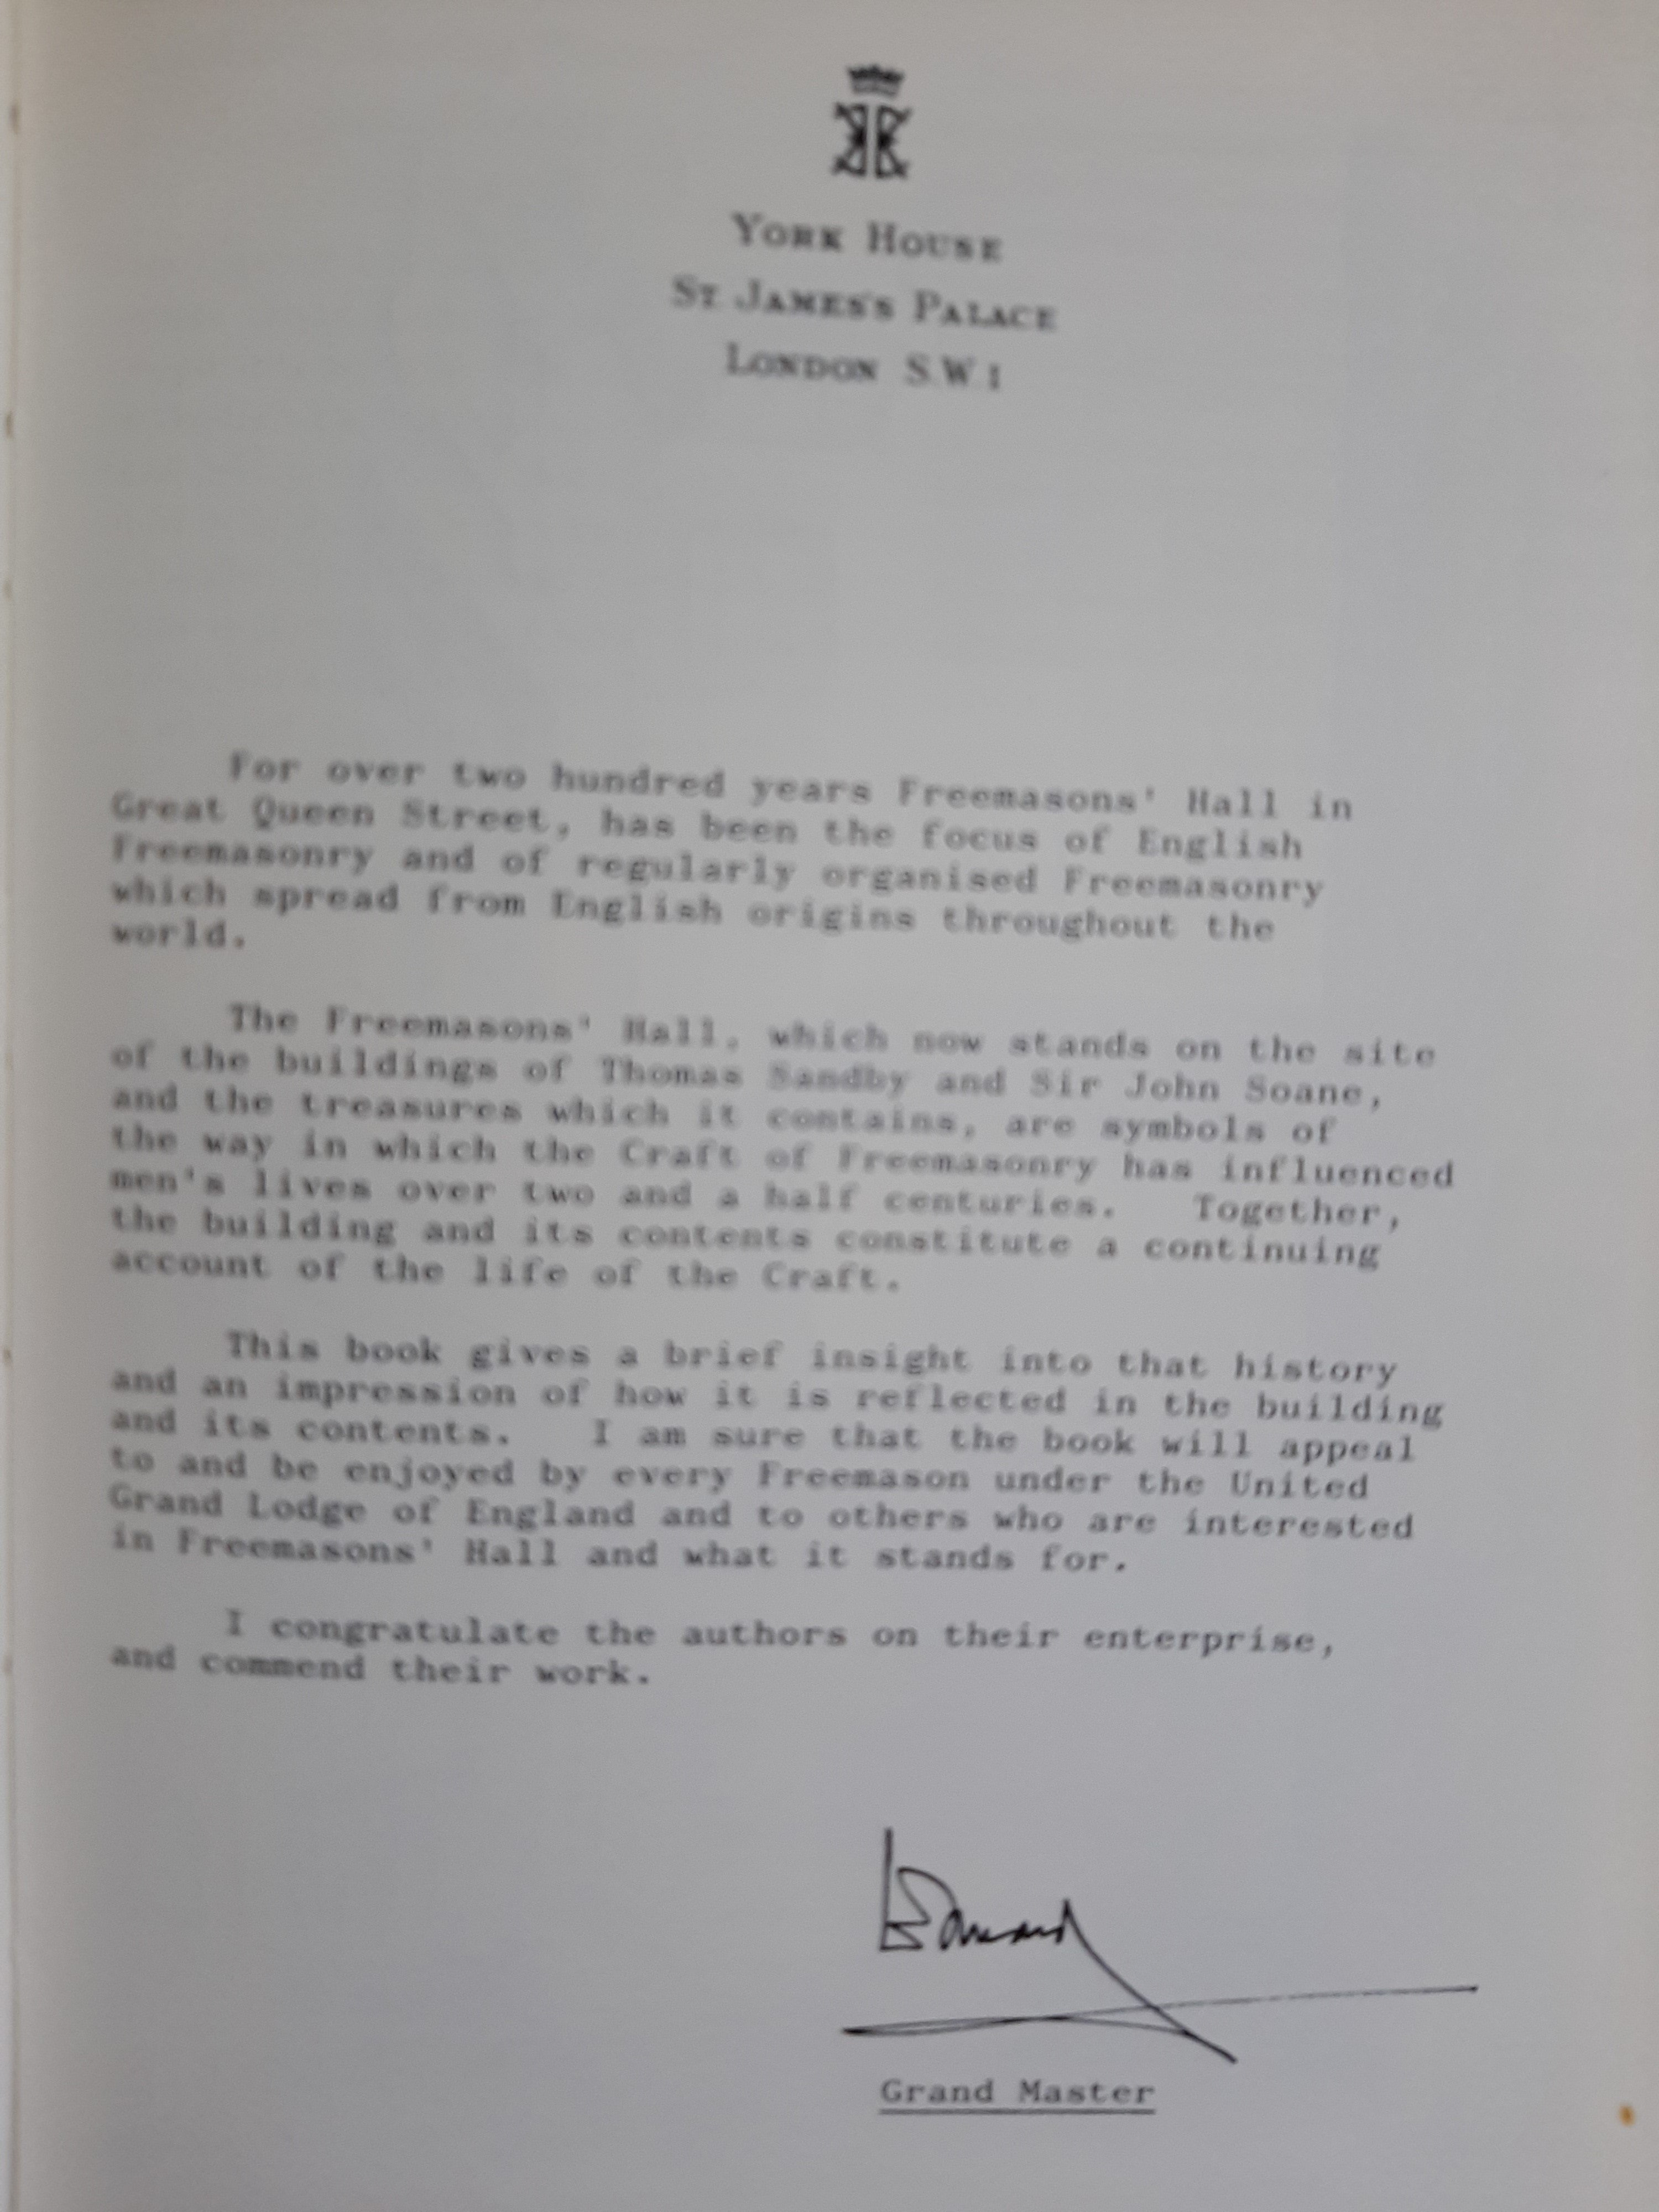 YORK HOUSE
ST. JAMES'S PALACE
LONDON S.W.1
For over two hundred years Freemasons' Hall in
Great Queen Street, has been the focus of English
Freemasonry and of regularly organised Freemasonry
which spread from English origins throughout the
world.
The Freemasons' Hall, which now stands on the site
of the buildings of Thomas Sandby and Sir John Soane,
and the treasures which it contains, are symbols of
the way in which the Craft of Freemasonry has influenced
men's lives over two and a half centuries. Together,
the building and its contents constitute a continuing
account of the life of the Craft.
This book gives a brief insight into that history
and an impression of how it is reflected in the building
and its contents. I am sure that the book will appeal
to and be enjoyed by every Freemason under the United
Grand Lodge of England and to others who are interested
in Freemasons' Hall and what it stands for.
I congratulate the authors on their enterprise,
and commend their work.
Edward
Grand Master